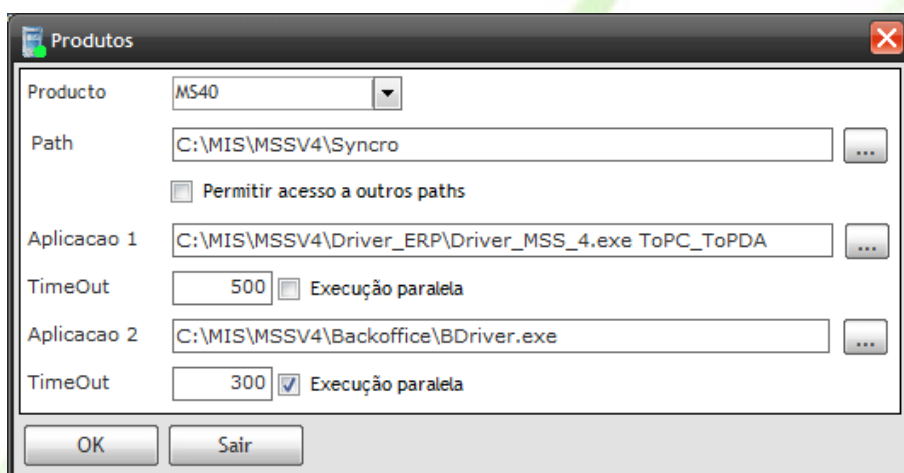 Produtos
Producto MS40
Path C:\MIS\MSSV4\Syncro ...
Permitir acesso a outros paths
Aplicacao 1 C:\MIS\MSSV4\Driver_ERP\Driver_MSS_4.exe ToPC_ToPDA ...
TimeOut 500 Execução paralela
Aplicacao 2 C:\MIS\MSSV4\Backoffice\BDriver.exe ...
TimeOut 300 Execução paralela
OK Sair